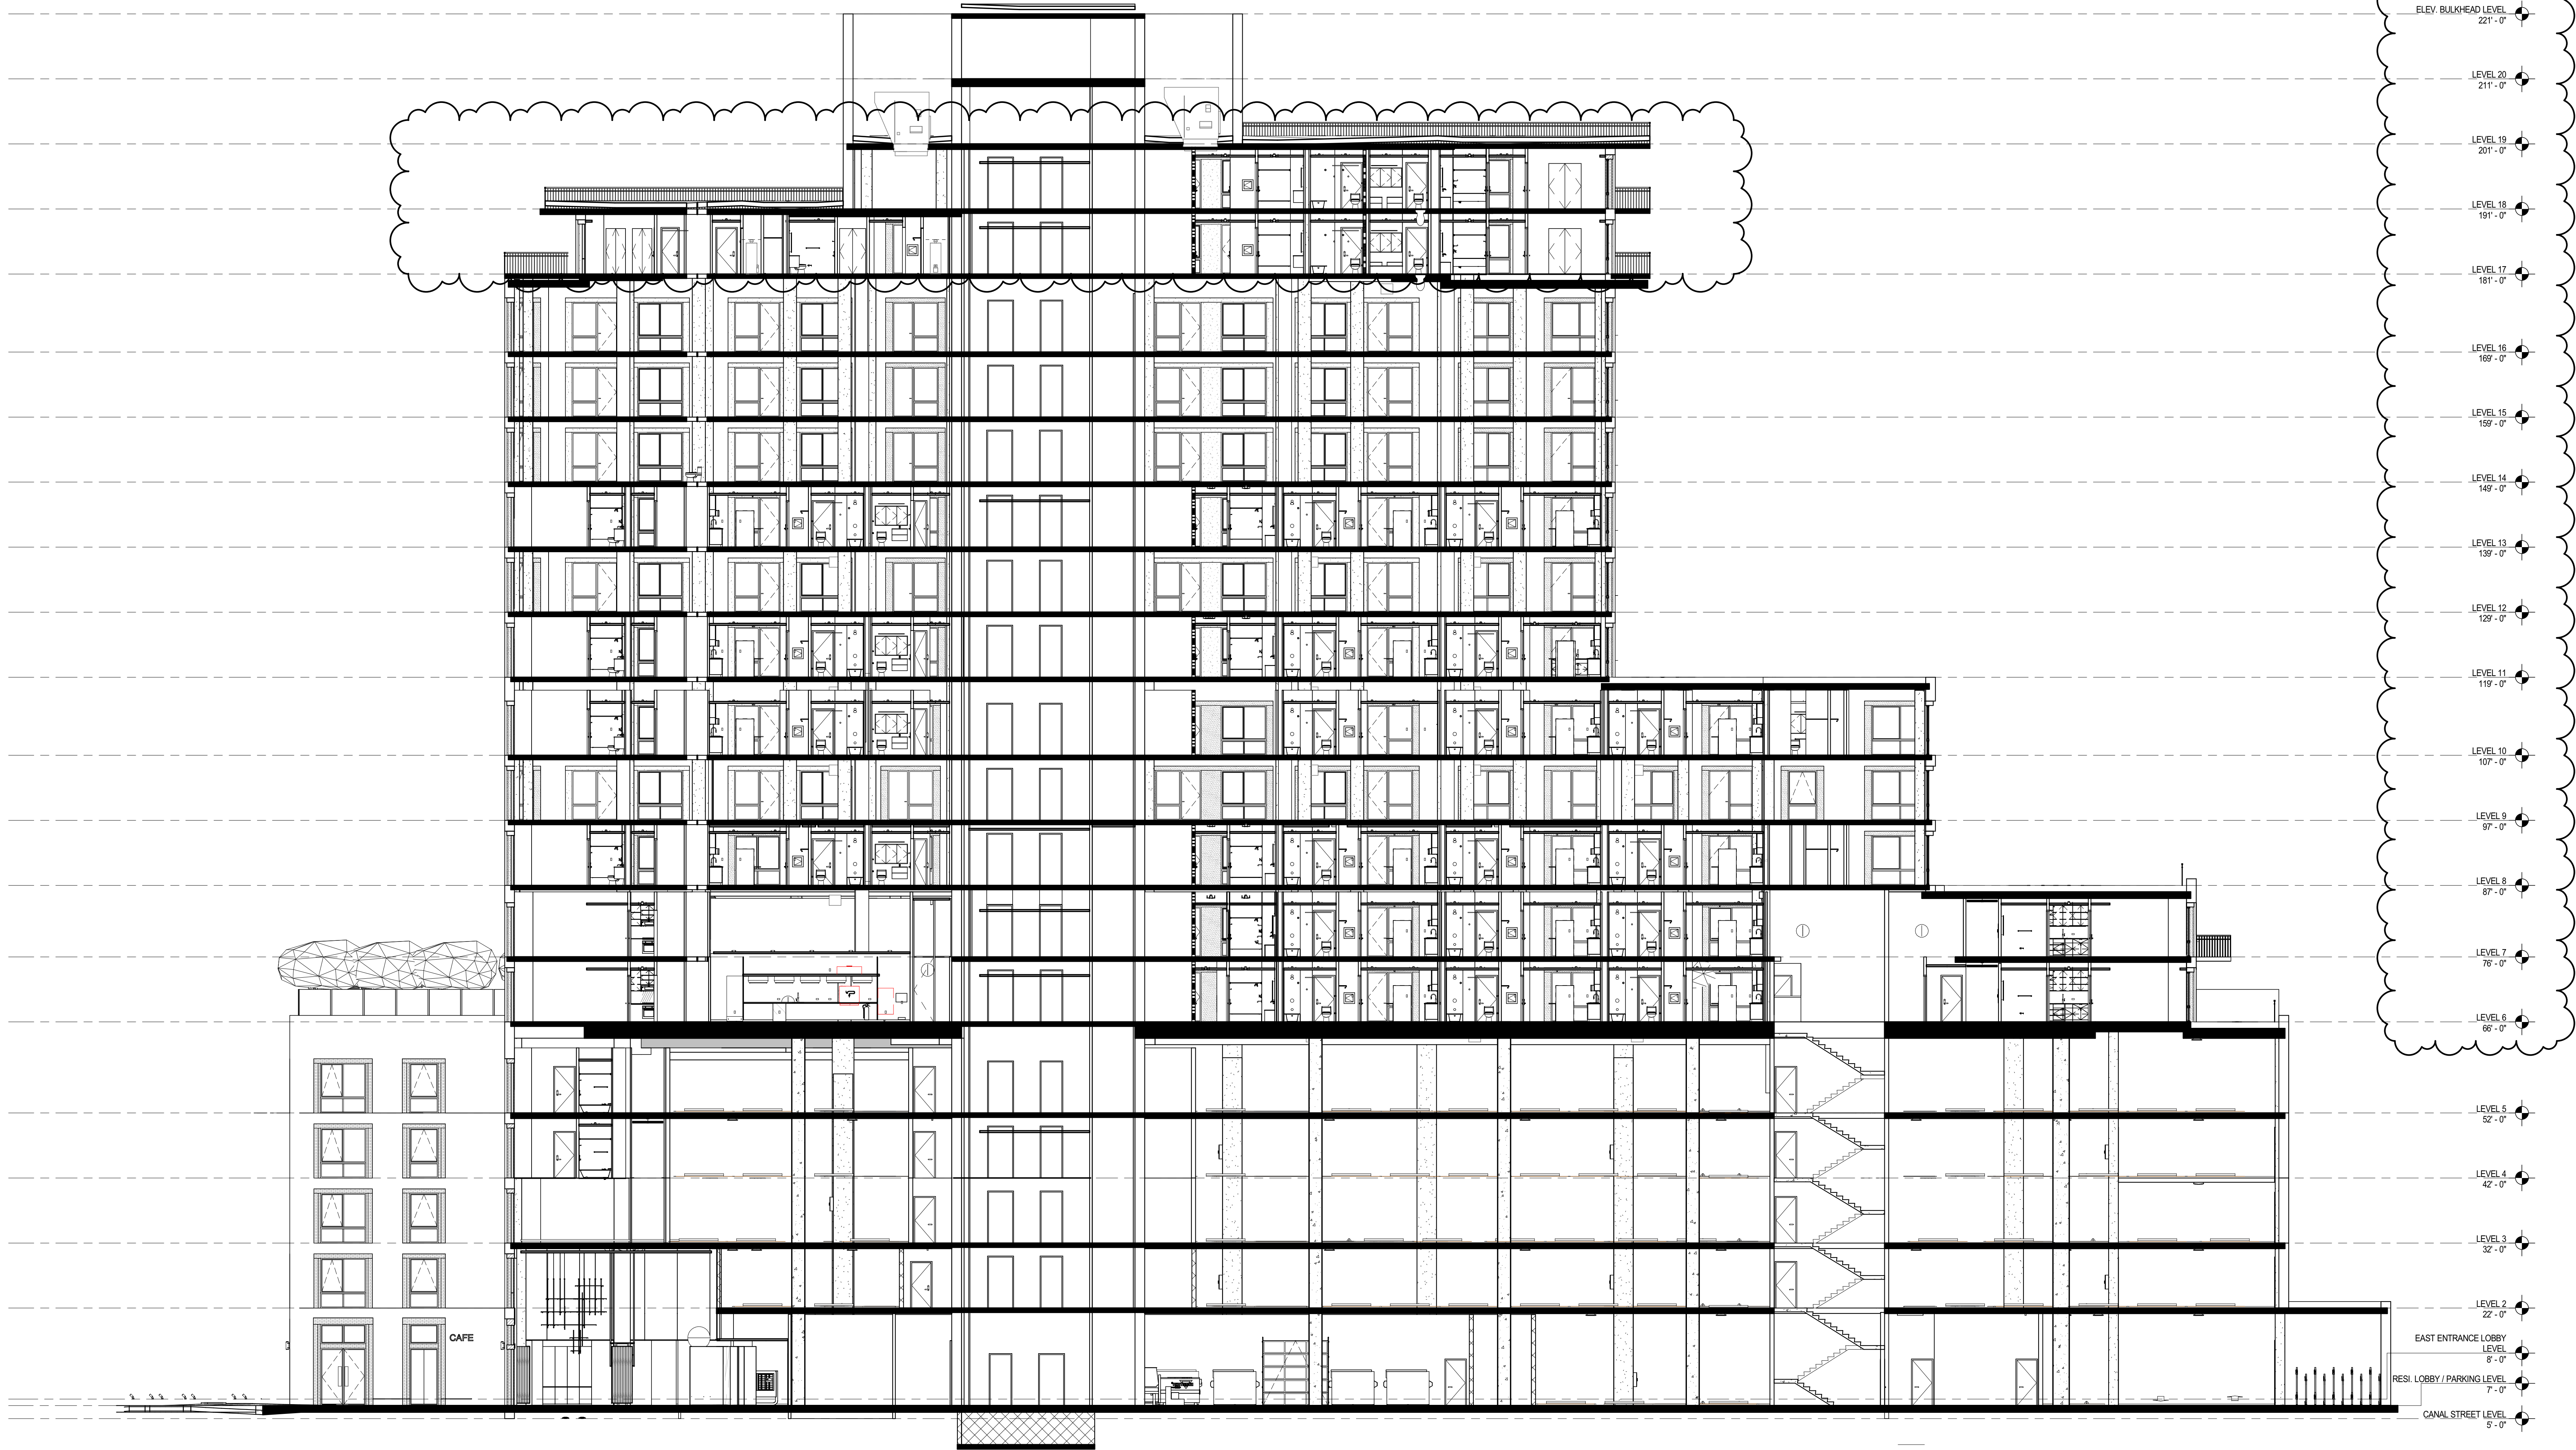 ELEV. BULKHEAD LEVEL
221' - 0"
LEVEL 20
211' - 0"
LEVEL 19
201' - 0"
LEVEL 18
191' - 0"
LEVEL 17
181' - 0"
LEVEL 16
169' - 0"
LEVEL 15
159' - 0"
LEVEL 14
149' - 0"
LEVEL 13
139' - 0"
LEVEL 12
129' - 0"
LEVEL 11
119' - 0"
LEVEL 10
107' - 0"
LEVEL 9
97' - 0"
LEVEL 8
87' - 0"
LEVEL 7
76' - 0"
LEVEL 6
66' - 0"
LEVEL 5
52' - 0"
LEVEL 4
42' - 0"
LEVEL 3
32' - 0"
LEVEL 2
22' - 0"
CAFE
EAST ENTRANCE LOBBY
LEVEL
8' - 0"
RESI. LOBBY / PARKING LEVEL
7' - 0"
CANAL STREET LEVEL
5' - 0"